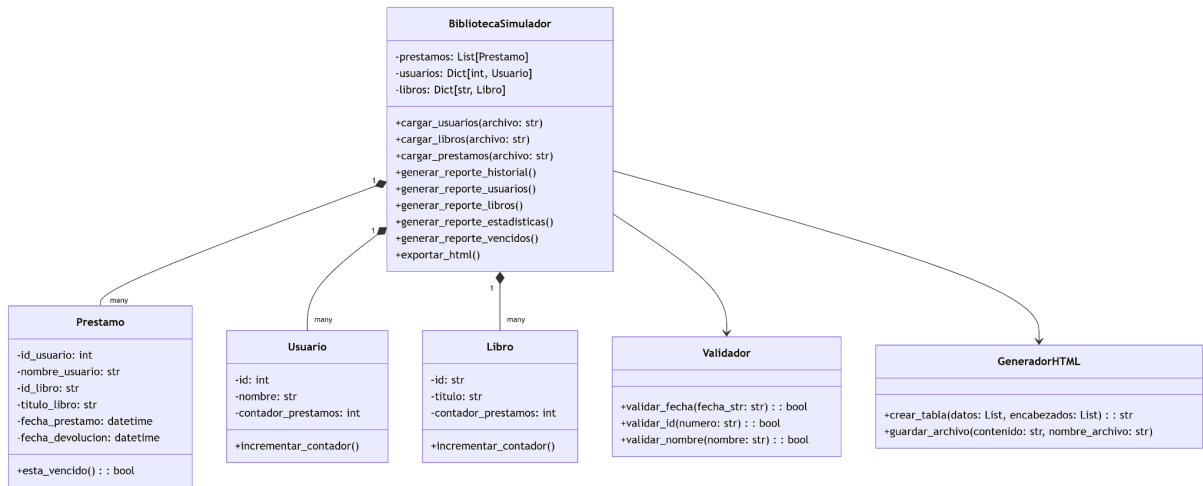 BibliotecaSimulador
-prestamos: List[Prestamo]
-usuarios: Dict[int, Usuario]
-libros: Dict[str, Libro]
+cargar_usuarios(archivo: str)
+cargar_libros(archivo: str)
+cargar_prestamos(archivo: str)
+generar_reporte_historial()
+generar_reporte_usuarios()
+generar_reporte_libros()
+generar_reporte_estadisticas()
+generar_reporte_vencidos()
+exportar_html()
1
1
1
many
many
many
Prestamo
-id_usuario: int
-nombre_usuario: str
-id_libro: str
-titulo_libro: str
-fecha_prestamo: datetime
-fecha_devolucion: datetime
+esta_vencido() : : bool
Usuario
-id: int
-nombre: str
-contador_prestamos: int
+incrementar_contador()
Libro
-id: str
-titulo: str
-contador_prestamos: int
+incrementar_contador()
Validador
+validar_fecha(fecha_str: str) : : bool
+validar_id(numero: str) : : bool
+validar_nombre(nombre: str) : : bool
GeneradorHTML
+crear_tabla(datos: List, encabezados: List) : : str
+guardar_archivo(contenido: str, nombre_archivo: str)